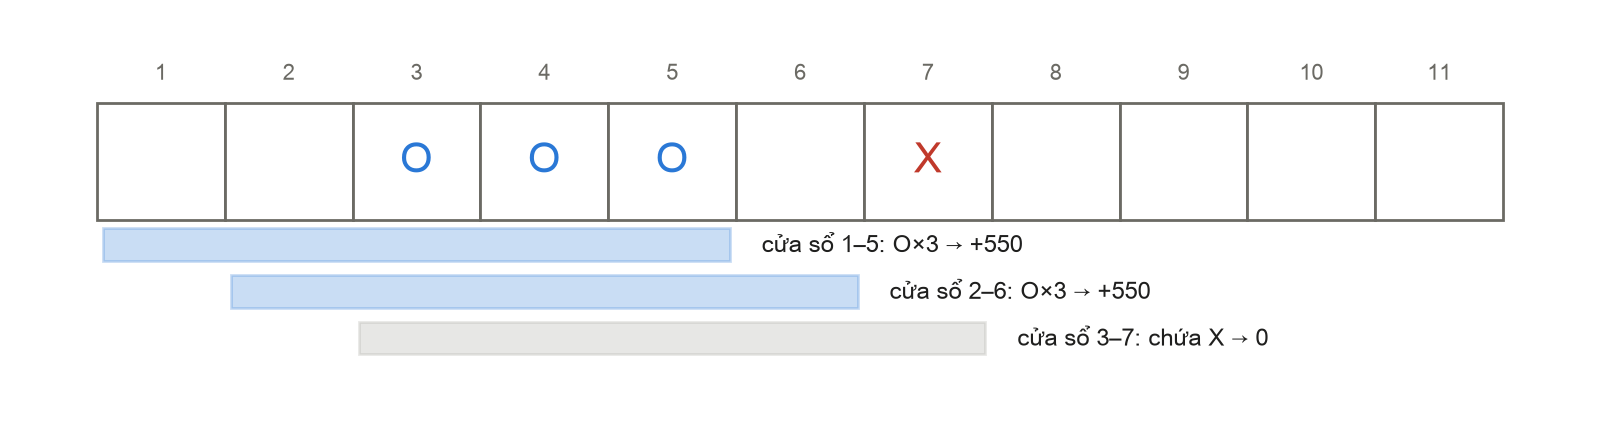 1 2 3 4 5 6 7 8 9 10 11
O O O X
cửa sổ 1–5: O×3 → +550
cửa sổ 2–6: O×3 → +550
cửa sổ 3–7: chứa X → 0